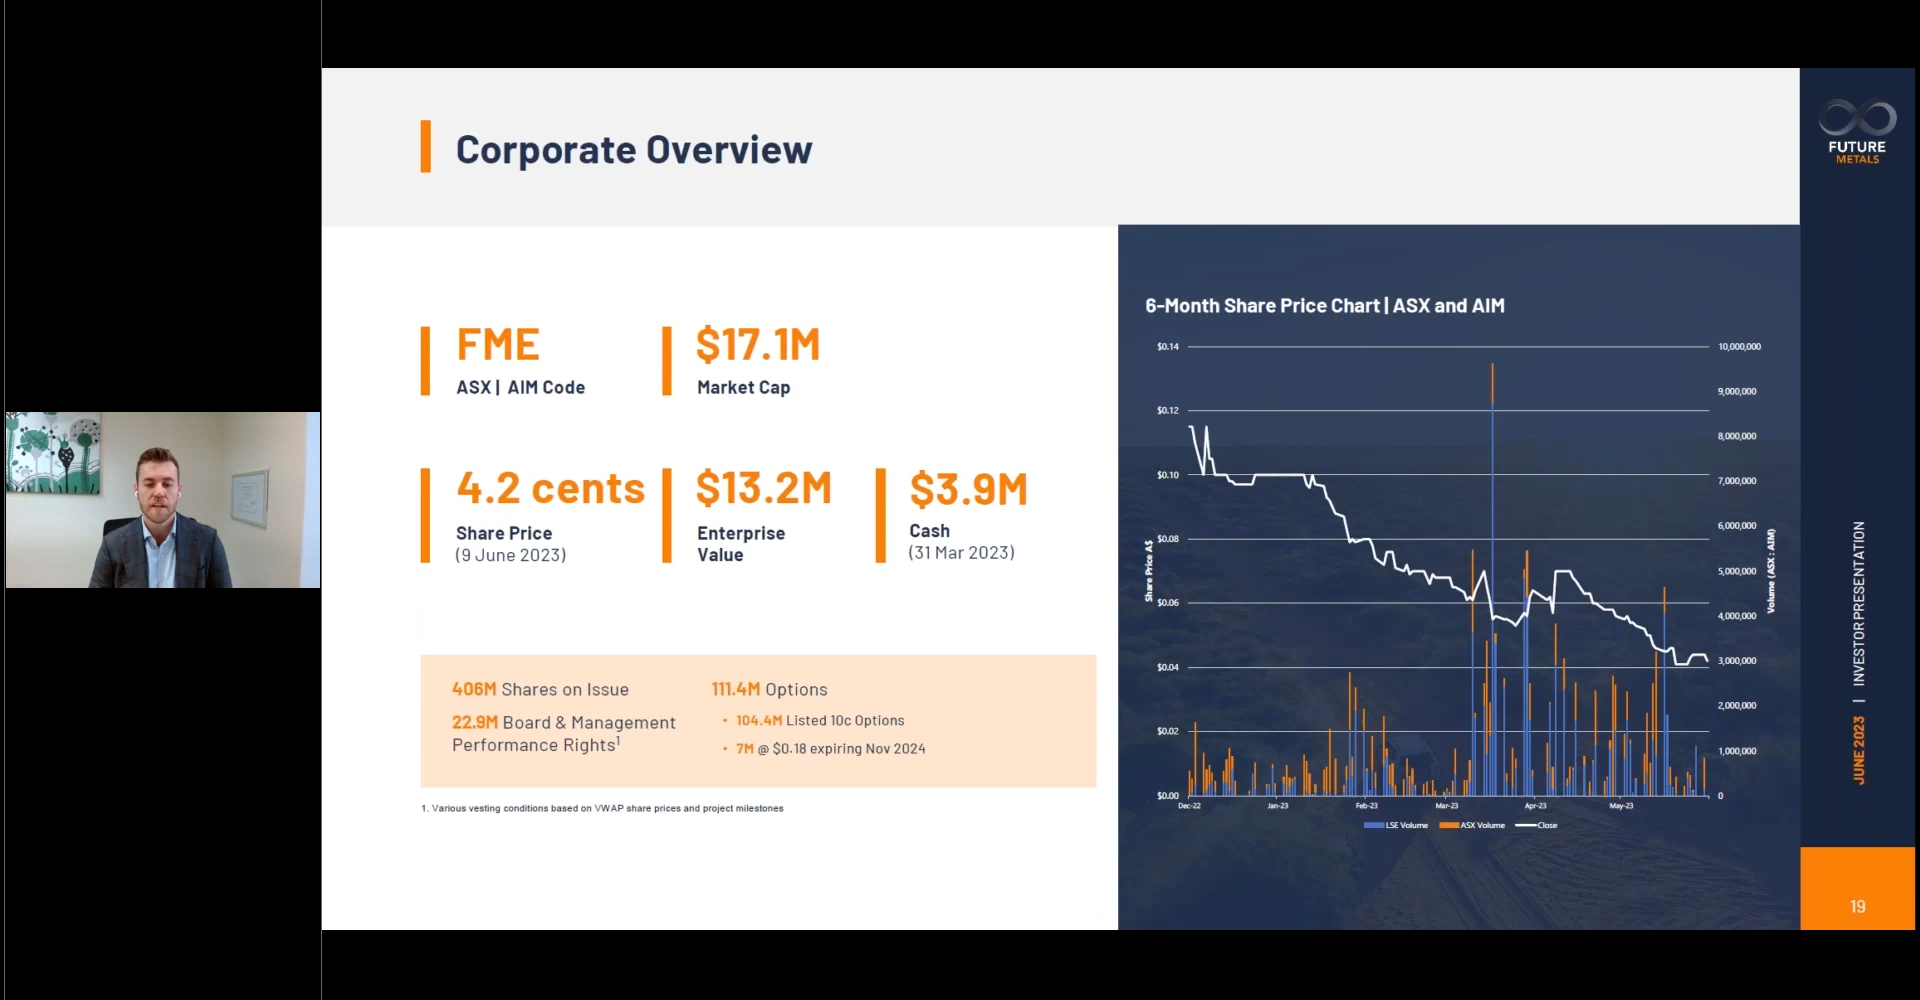 Corporate Overview
FUTURE
METALS
FME
ASX | AIM Code
$17.1M
Market Cap
4.2 cents
Share Price
(9 June 2023)
$13.2M
Enterprise
Value
$3.9M
Cash
(31 Mar 2023)
406M Shares on Issue
22.9M Board & Management
Performance Rights1
111.4M Options
• 104.4M Listed 10c Options
• 7M @ $0.18 expiring Nov 2024
1. Various vesting conditions based on VWAP share prices and project milestones
6-Month Share Price Chart | ASX and AIM
Share Price A$
$0.14
$0.12
$0.10
$0.08
$0.06
$0.04
$0.02
$0.00
10,000,000
9,000,000
8,000,000
7,000,000
6,000,000
5,000,000
4,000,000
3,000,000
2,000,000
1,000,000
0
Volume (ASX : AIM)
Dec-22 Jan-23 Feb-23 Mar-23 Apr-23 May-23
LSE Volume ASX Volume Close
JUNE 2023 | INVESTOR PRESENTATION
19